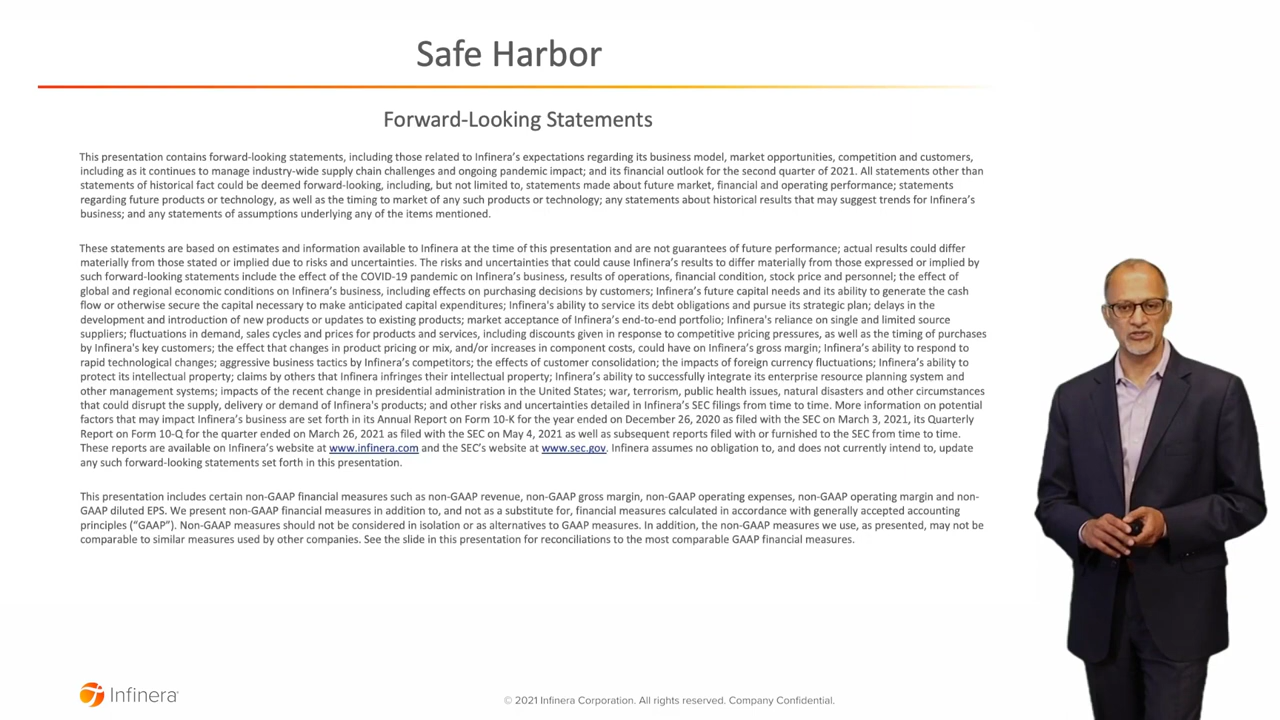 Safe Harbor
Forward-Looking Statements
This presentation contains forward-looking statements, including those related to Infinera’s expectations regarding its business model, market opportunities, competition and customers,
including as it continues to manage industry-wide supply chain challenges and ongoing pandemic impact; and its financial outlook for the second quarter of 2021. All statements other than
statements of historical fact could be deemed forward-looking, including, but not limited to, statements made about future market, financial and operating performance; statements
regarding future products or technology, as well as the timing to market of any such products or technology; any statements about historical results that may suggest trends for Infinera’s
business; and any statements of assumptions underlying any of the items mentioned.
These statements are based on estimates and information available to Infinera at the time of this presentation and are not guarantees of future performance; actual results could differ
materially from those stated or implied due to risks and uncertainties. The risks and uncertainties that could cause Infinera’s results to differ materially from those expressed or implied by
such forward-looking statements include the effect of the COVID-19 pandemic on Infinera’s business, results of operations, financial condition, stock price and personnel; the effect of
global and regional economic conditions on Infinera’s business, including effects on purchasing decisions by customers; Infinera’s future capital needs and its ability to generate the cash
flow or otherwise secure the capital necessary to make anticipated capital expenditures; Infinera's ability to service its debt obligations and pursue its strategic plan; delays in the
development and introduction of new products or updates to existing products; market acceptance of Infinera’s end-to-end portfolio; Infinera's reliance on single and limited source
suppliers; fluctuations in demand, sales cycles and prices for products and services, including discounts given in response to competitive pricing pressures, as well as the timing of purchases
by Infinera's key customers; the effect that changes in product pricing or mix, and/or increases in component costs, could have on Infinera’s gross margin; Infinera’s ability to respond to
rapid technological changes; aggressive business tactics by Infinera’s competitors; the effects of customer consolidation; the impacts of foreign currency fluctuations; Infinera’s ability to
protect its intellectual property; claims by others that Infinera infringes their intellectual property; Infinera’s ability to successfully integrate its enterprise resource planning system and
other management systems; impacts of the recent change in presidential administration in the United States; war, terrorism, public health issues, natural disasters and other circumstances
that could disrupt the supply, delivery or demand of Infinera's products; and other risks and uncertainties detailed in Infinera’s SEC filings from time to time. More information on potential
factors that may impact Infinera’s business are set forth in its Annual Report on Form 10-K for the year ended on December 26, 2020 as filed with the SEC on March 3, 2021, its Quarterly
Report on Form 10-Q for the quarter ended on March 26, 2021 as filed with the SEC on May 4, 2021 as well as subsequent reports filed with or furnished to the SEC from time to time.
These reports are available on Infinera’s website at www.infinera.com and the SEC’s website at www.sec.gov. Infinera assumes no obligation to, and does not currently intend to, update
any such forward-looking statements set forth in this presentation.
This presentation includes certain non-GAAP financial measures such as non-GAAP revenue, non-GAAP gross margin, non-GAAP operating expenses, non-GAAP operating margin and non-
GAAP diluted EPS. We present non-GAAP financial measures in addition to, and not as a substitute for, financial measures calculated in accordance with generally accepted accounting
principles (“GAAP”). Non-GAAP measures should not be considered in isolation or as alternatives to GAAP measures. In addition, the non-GAAP measures we use, as presented, may not be
comparable to similar measures used by other companies. See the slide in this presentation for reconciliations to the most comparable GAAP financial measures.
Infinera
© 2021 Infinera Corporation. All rights reserved. Company Confidential.